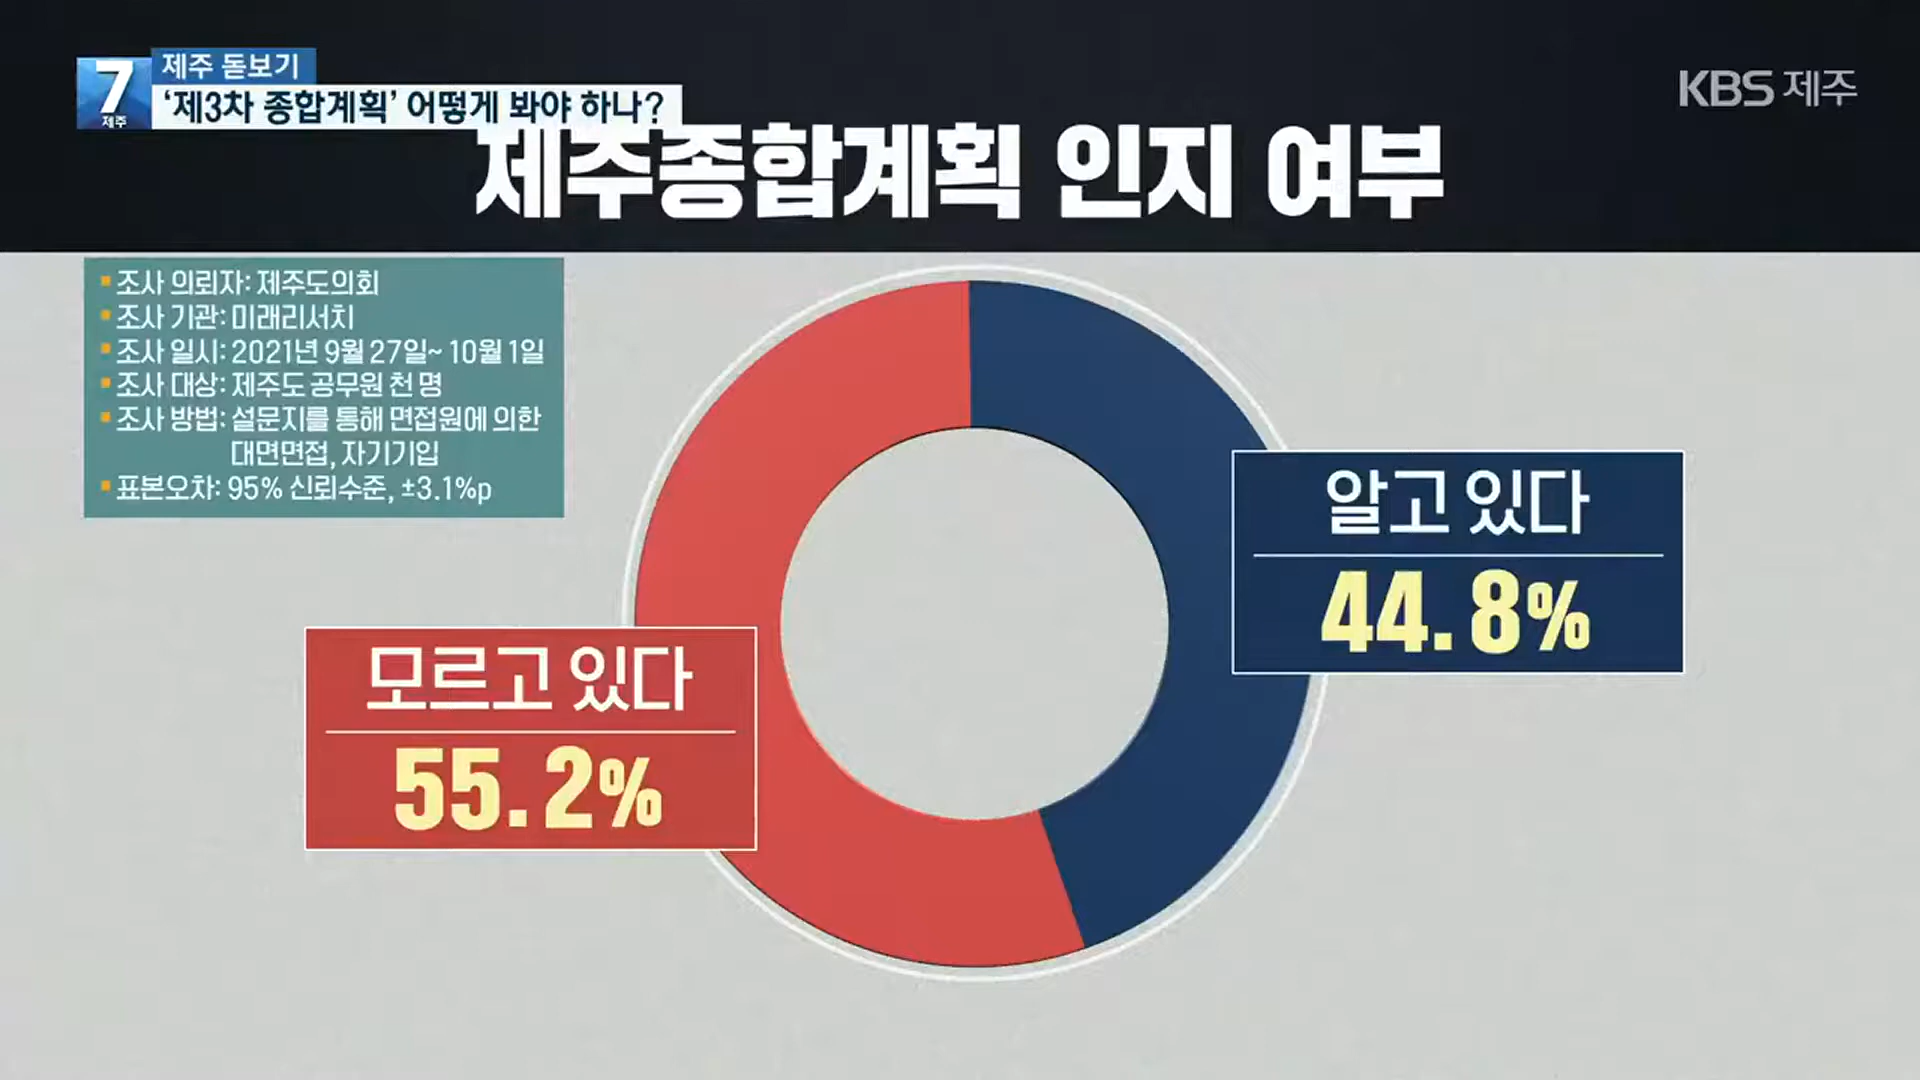 7
제주
제주 돋보기
‘제3차 종합계획’ 어떻게 봐야 하나?
KBS 제주
제주종합계획 인지 여부
조사 의뢰자: 제주도의회
조사 기관: 미래리서치
조사 일시: 2021년 9월 27일~ 10월 1일
조사 대상: 제주도 공무원 천 명
조사 방법: 설문지를 통해 면접원에 의한
대면면접, 자기기입
표본오차: 95% 신뢰수준, ±3.1%p
알고 있다
44.8%
모르고 있다
55.2%